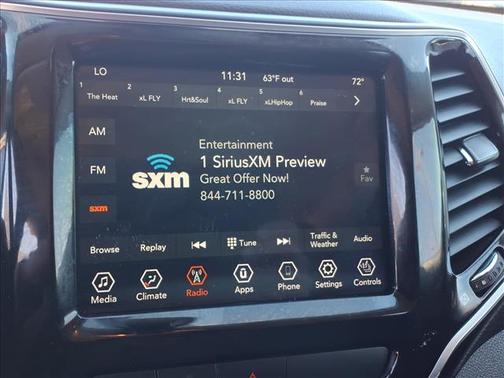 LO 11:31 63°F out 72°
1 The Heat 2 xL FLY 3 Hrt&Soul 4 xL FLY 5 xLHipHop 6 Praise
AM
Entertainment
1 SiriusXM Preview
Great Offer Now!
844-711-8800
sxm
FM
Fav
sxm
Browse Replay Tune Traffic & Weather Audio
Media Climate Radio Apps Phone Settings Controls